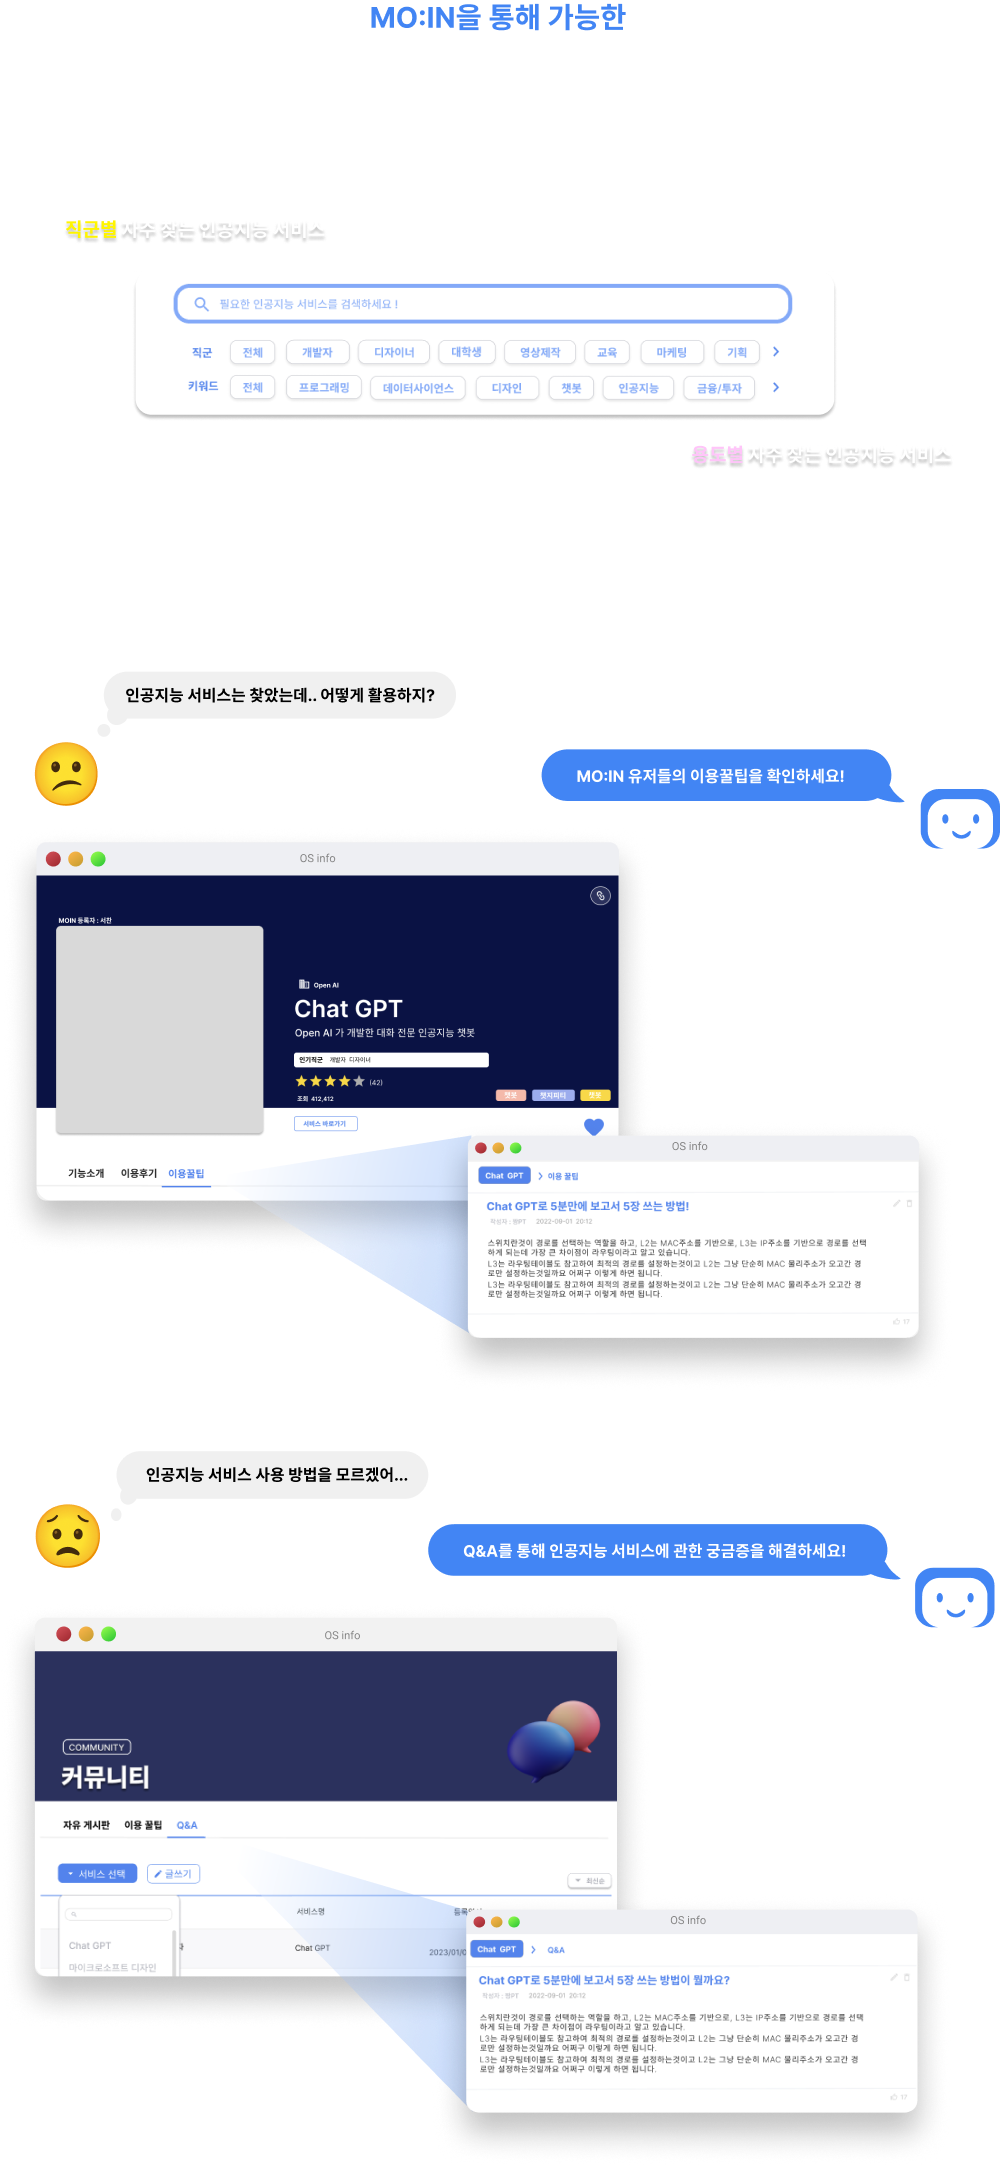 MO:IN을 통해 가능한
직군별 자주 찾는 인공지능 서비스
필요한 인공지능 서비스를 검색하세요 !
직군 전체 개발자 디자이너 대학생 영상제작 교육 마케팅 기획
키워드 전체 프로그래밍 데이터사이언스 디자인 챗봇 인공지능 금융/투자
용도별 자주 찾는 인공지능 서비스
인공지능 서비스는 찾았는데.. 어떻게 활용하지?
MO:IN 유저들의 이용꿀팁을 확인하세요!
OS info
MOIN 등록자 : 서찬
Open AI
Chat GPT
Open AI 가 개발한 대화 전문 인공지능 챗봇
인기직군 개발자 디자이너
(42)
조회 412,412
챗봇 챗지피티 챗봇
서비스 바로가기
기능소개 이용후기 이용꿀팁
OS info
Chat GPT 이용 꿀팁
Chat GPT로 5분만에 보고서 5장 쓰는 방법!
작성자 : 쨈PT 2022-09-01 20:12
스위치란것이 경로를 선택하는 역할을 하고, L2는 MAC주소를 기반으로, L3는 IP주소를 기반으로 경로를 선택
하게 되는데 가장 큰 차이점이 라우팅이라고 알고 있습니다.
L3는 라우팅테이블도 참고하여 최적의 경로를 설정하는것이고 L2는 그냥 단순히 MAC 물리주소가 오고간 경
로만 설정하는것일까요 어쩌구 이렇게 하면 됩니다.
L3는 라우팅테이블도 참고하여 최적의 경로를 설정하는것이고 L2는 그냥 단순히 MAC 물리주소가 오고간 경
로만 설정하는것일까요 어쩌구 이렇게 하면 됩니다.
17
인공지능 서비스 사용 방법을 모르겠어...
Q&A를 통해 인공지능 서비스에 관한 궁금증을 해결하세요!
OS info
COMMUNITY
커뮤니티
자유 게시판 이용 꿀팁 Q&A
서비스 선택 글쓰기
최신순
서비스명
Chat GPT 2023/01/0
Chat GPT
마이크로소프트 디자인
OS info
Chat GPT Q&A
Chat GPT로 5분만에 보고서 5장 쓰는 방법이 뭘까요?
작성자 : 쨈PT 2022-09-01 20:12
스위치란것이 경로를 선택하는 역할을 하고, L2는 MAC주소를 기반으로, L3는 IP주소를 기반으로 경로를 선택
하게 되는데 가장 큰 차이점이 라우팅이라고 알고 있습니다.
L3는 라우팅테이블도 참고하여 최적의 경로를 설정하는것이고 L2는 그냥 단순히 MAC 물리주소가 오고간 경
로만 설정하는것일까요 어쩌구 이렇게 하면 됩니다.
L3는 라우팅테이블도 참고하여 최적의 경로를 설정하는것이고 L2는 그냥 단순히 MAC 물리주소가 오고간 경
로만 설정하는것일까요 어쩌구 이렇게 하면 됩니다.
17